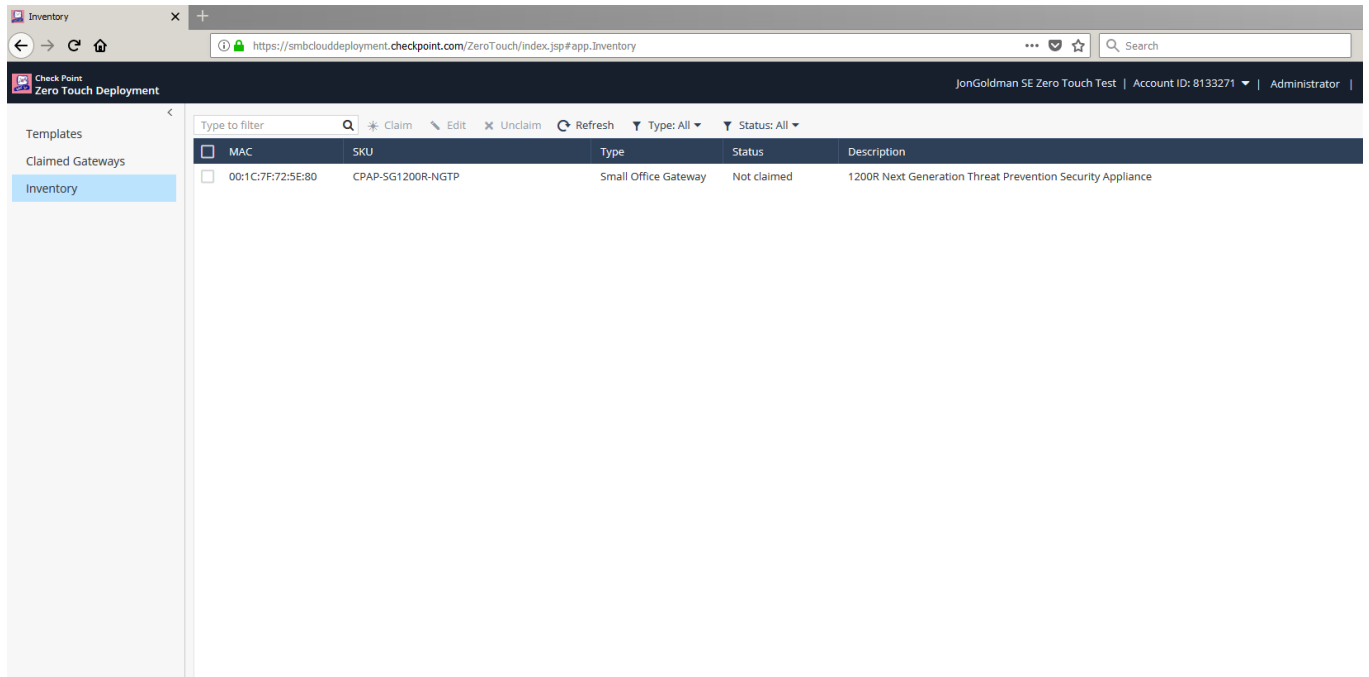 Inventory
https://smbclouddeployment.checkpoint.com/ZeroTouch/index.jsp#app.Inventory
Search
Check Point
Zero Touch Deployment
JonGoldman SE Zero Touch Test | Account ID: 8133271 | Administrator |
Templates
Claimed Gateways
Inventory
Type to filter Claim Edit Unclaim Refresh Type: All Status: All
MAC SKU Type Status Description
00:1C:7F:72:5E:80 CPAP-SG1200R-NGTP Small Office Gateway Not claimed 1200R Next Generation Threat Prevention Security Appliance